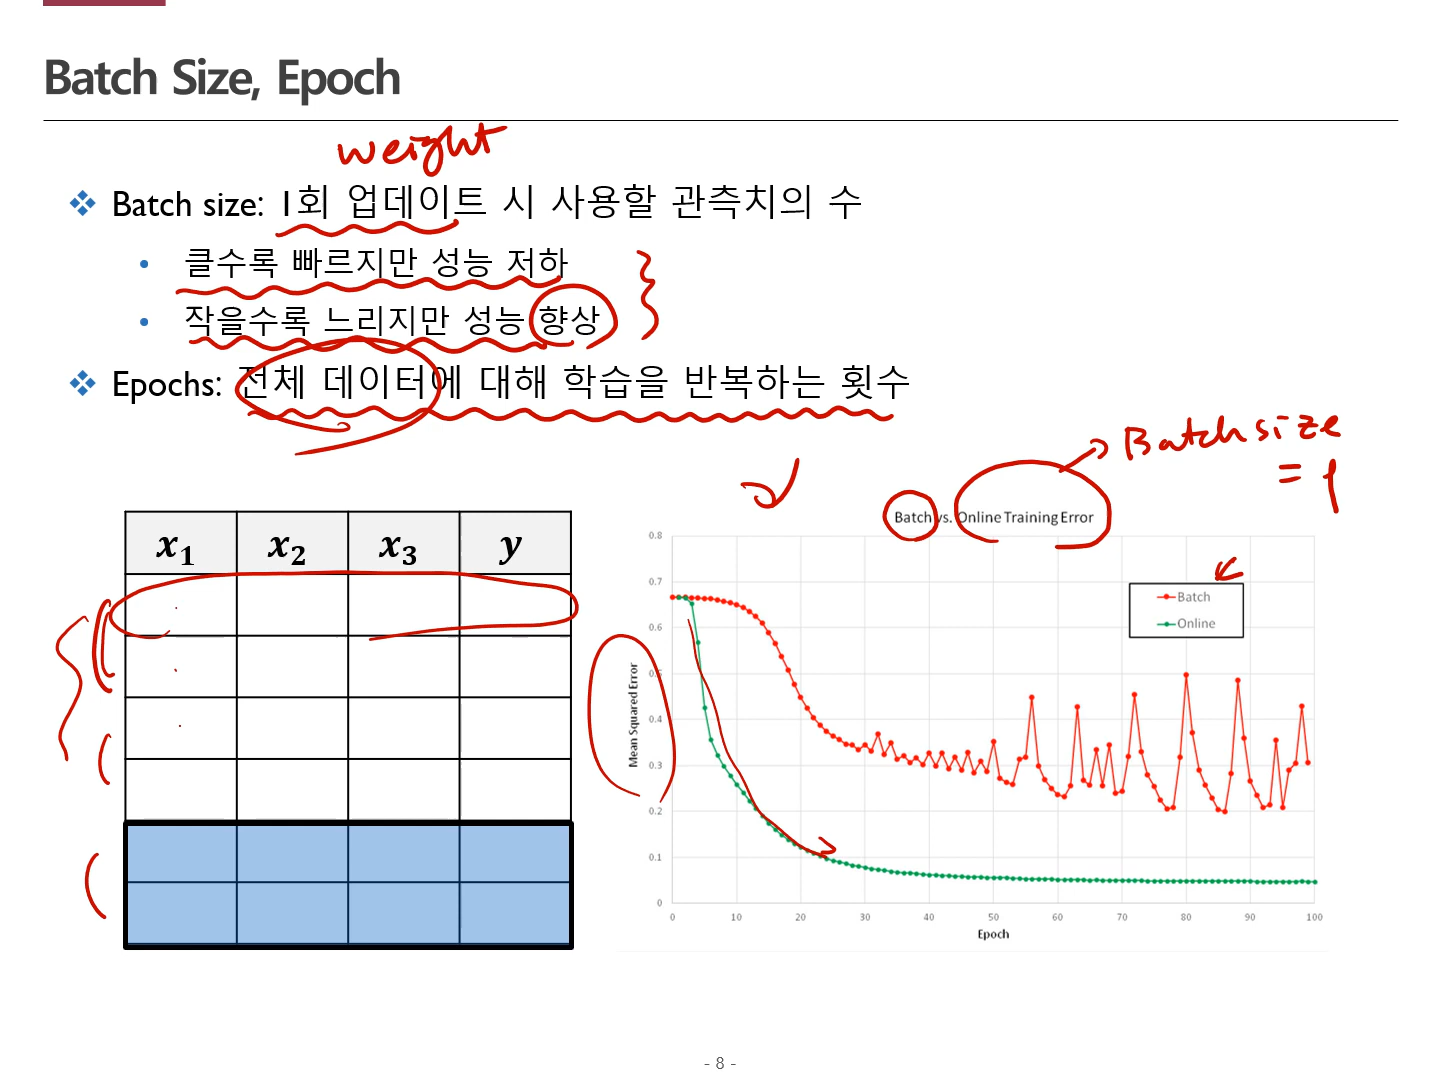 Batch Size, Epoch
weight
Batch size: 1회 업데이트 시 사용할 관측치의 수
클수록 빠르지만 성능 저하
작을수록 느리지만 성능 향상
Epochs: 전체 데이터에 대해 학습을 반복하는 횟수
Batch size
= 1
x1 x2 x3 y
Batch vs. Online Training Error
0.8
0.7
0.6
0.5
0.4
0.3
0.2
0.1
0
Mean Squared Error
Batch
Online
0 10 20 30 40 50 60 70 80 90 100
Epoch
- 8 -